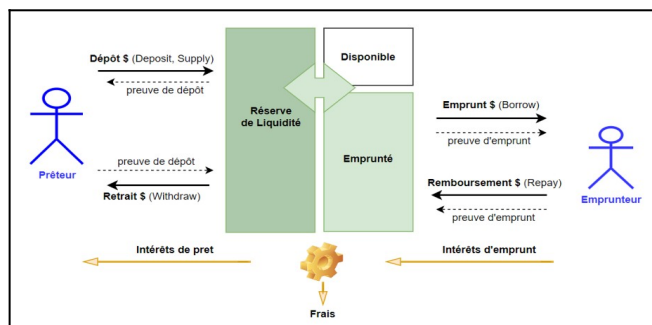 Dépôt $ (Deposit, Supply)
preuve de dépôt
Disponible
Réserve
de Liquidité
Emprunt $ (Borrow)
preuve d'emprunt
Emprunté
preuve de dépôt
Prêteur
Retrait $ (Withdraw)
Remboursement $ (Repay)
Emprunteur
preuve d'emprunt
Intérêts de pret
Intérêts d'emprunt
Frais